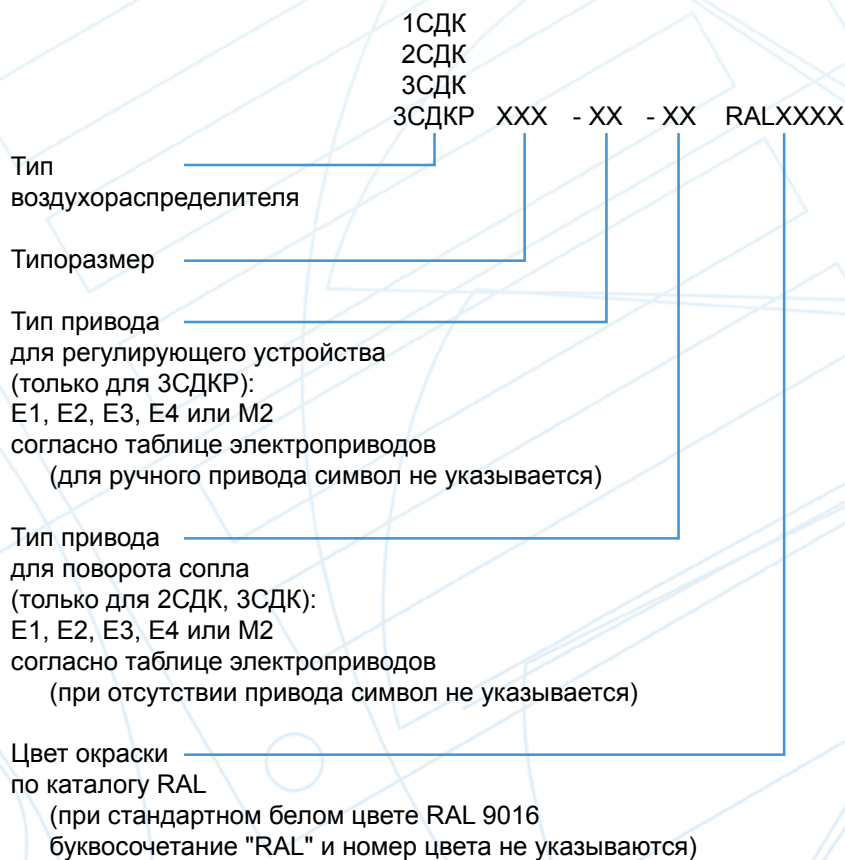 1СДК
2СДК
3СДК
3СДКР XXX - XX - XX RALXXXX
Тип
воздухораспределителя
Типоразмер
Тип привода
для регулирующего устройства
(только для 3СДКР):
Е1, Е2, Е3, Е4 или М2
согласно таблице электроприводов
(для ручного привода символ не указывается)
Тип привода
для поворота сопла
(только для 2СДК, 3СДК):
Е1, Е2, Е3, Е4 или М2
согласно таблице электроприводов
(при отсутствии привода символ не указывается)
Цвет окраски
по каталогу RAL
(при стандартном белом цвете RAL 9016
буквосочетание "RAL" и номер цвета не указываются)